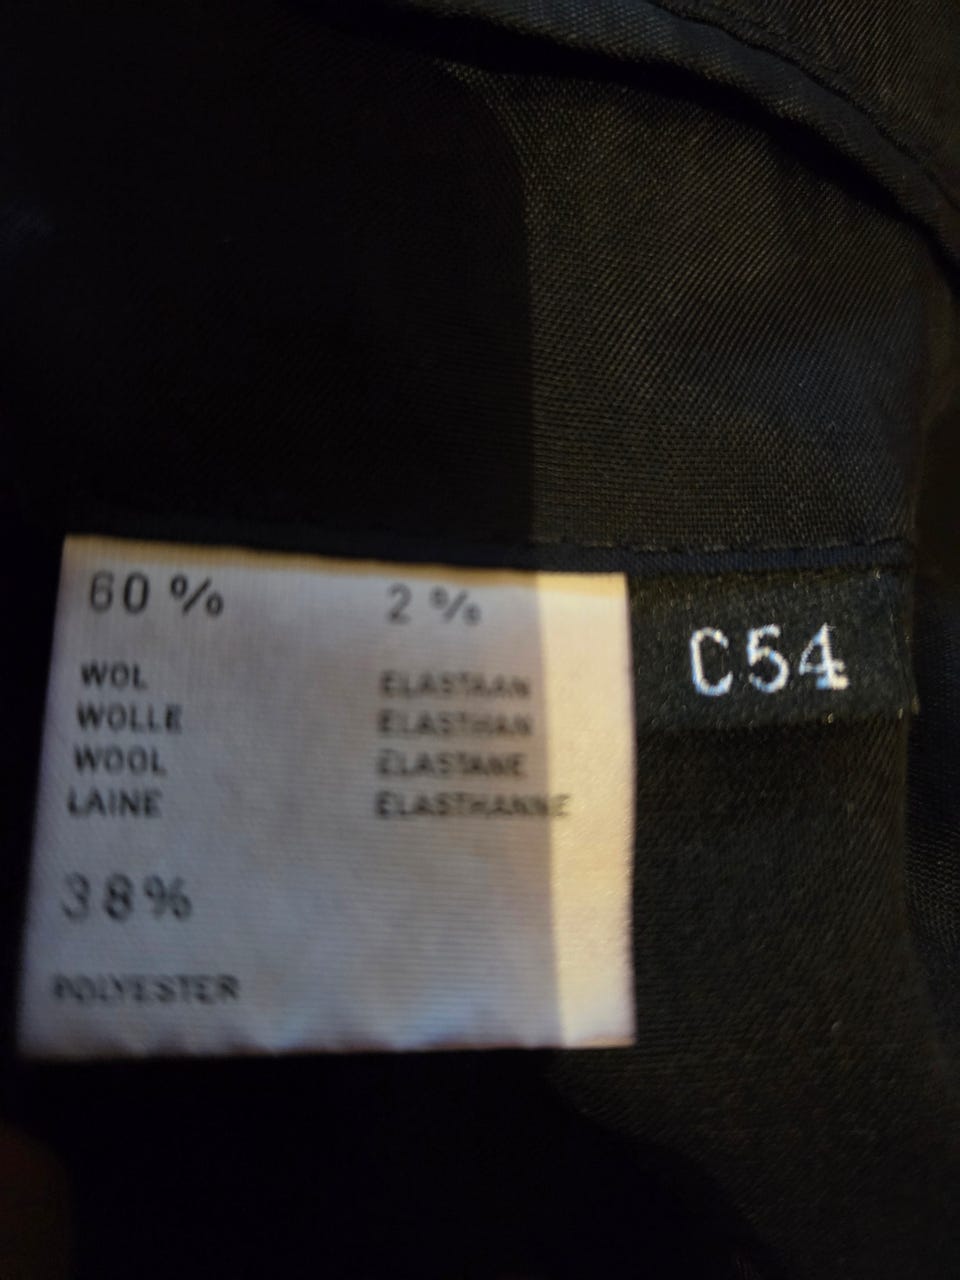 60 %
WOL
WOLLE
WOOL
LAINE
38%
POLYESTER
2 %
ELASTAAN
ELASTHAN
ELASTANE
ELASTHANNE
C54